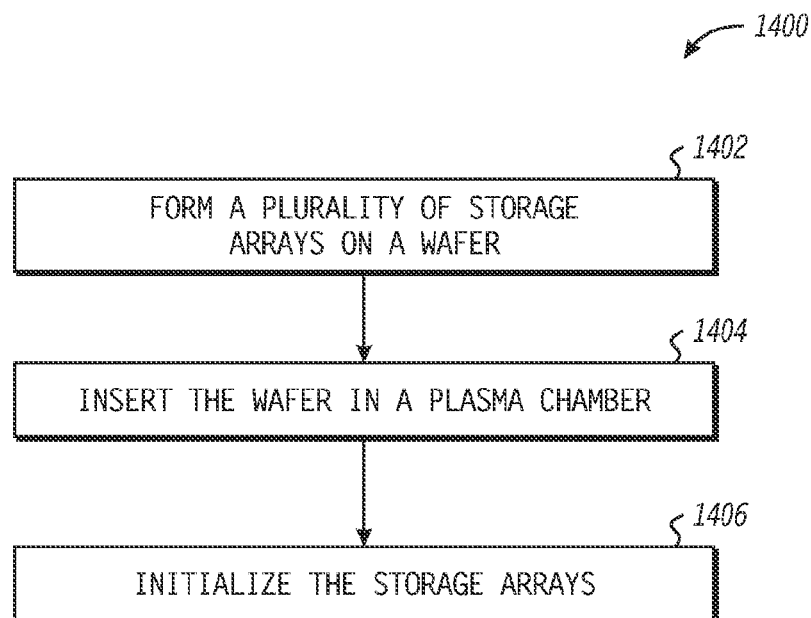 1400
1402
FORM A PLURALITY OF STORAGE
ARRAYS ON A WAFER
1404
INSERT THE WAFER IN A PLASMA CHAMBER
1406
INITIALIZE THE STORAGE ARRAYS